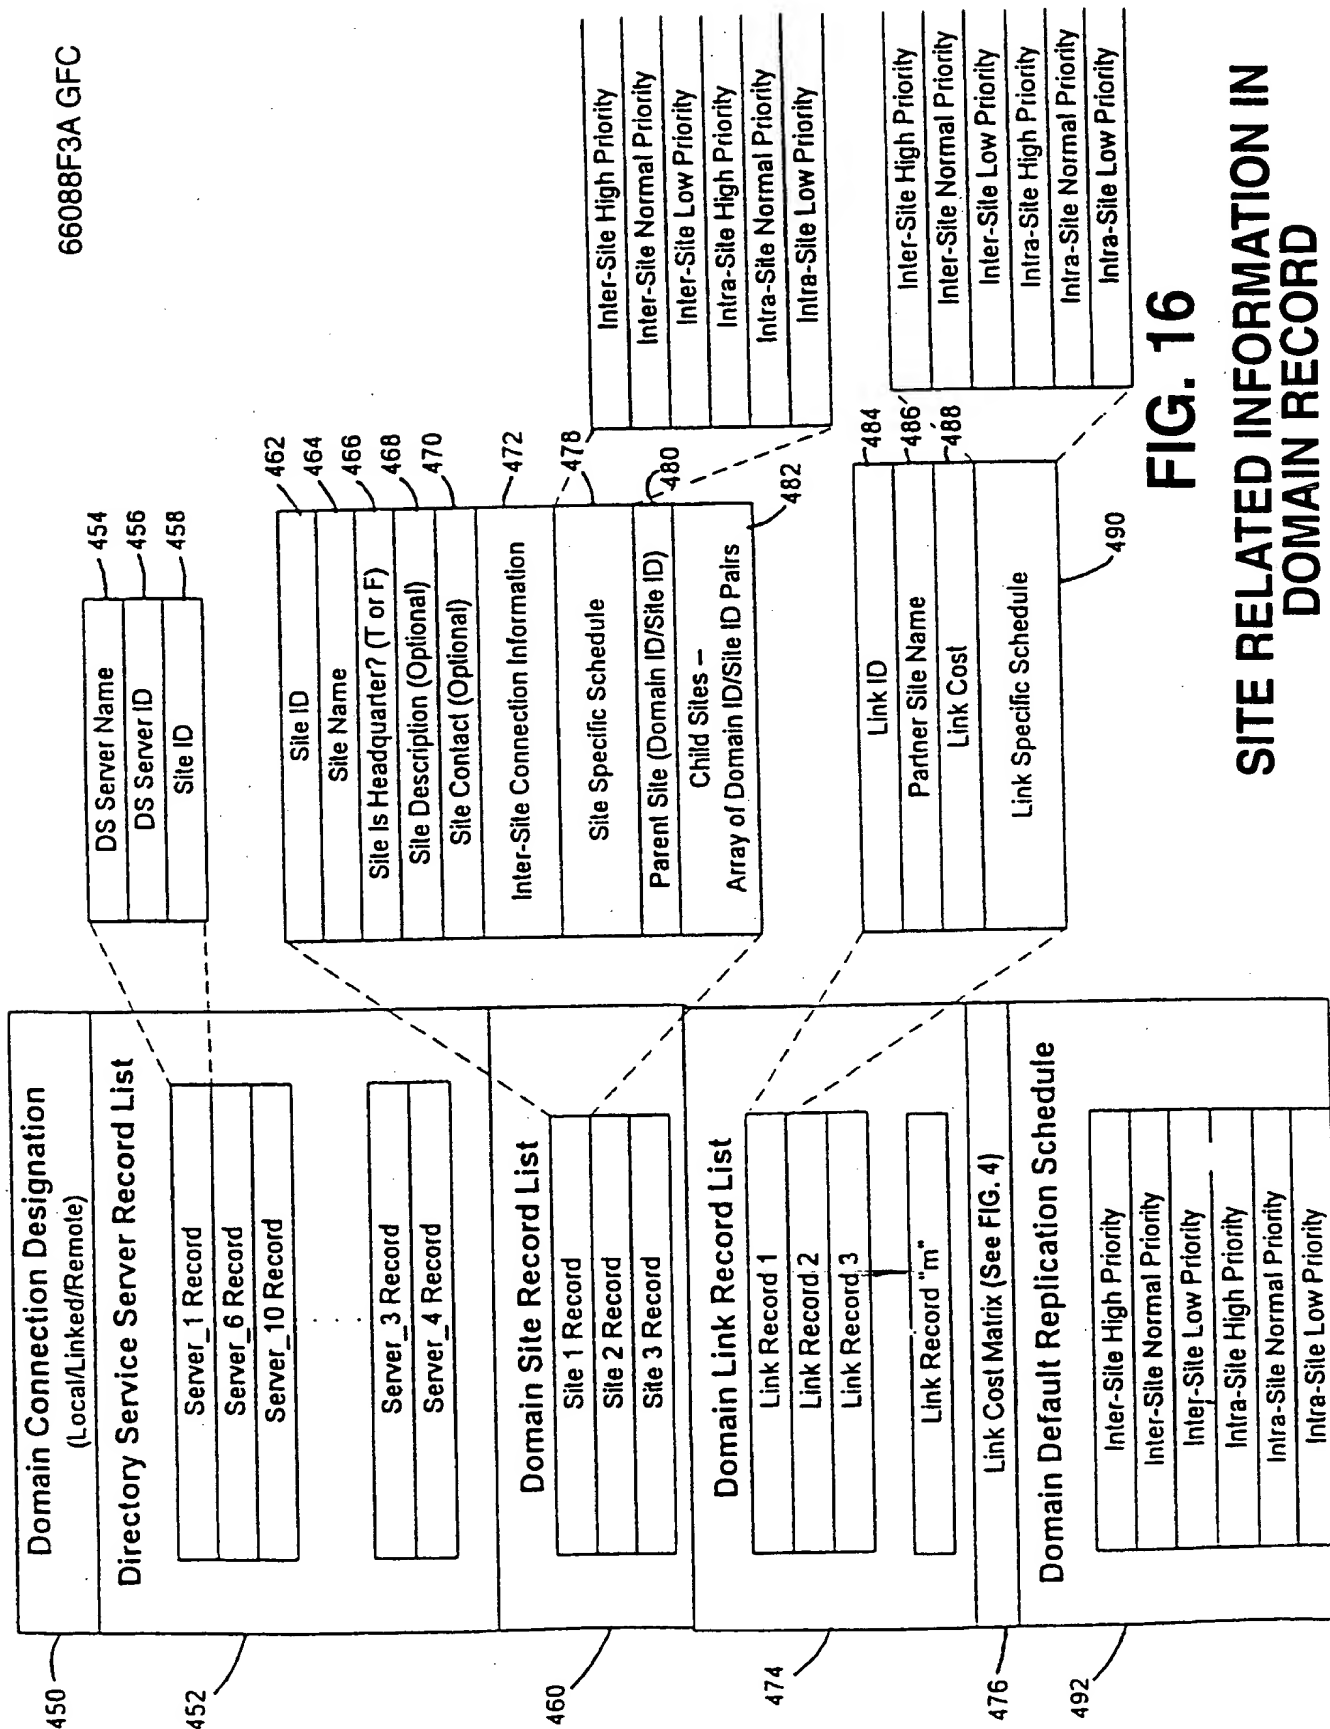 66088F3A GFC
450
Domain Connection Designation
(Local/Linked/Remote)
452
Directory Service Server Record List
Server_1 Record
Server_6 Record
Server_10 Record
Server_3 Record
Server_4 Record
DS Server Name
454
DS Server ID
456
Site ID
458
460
Domain Site Record List
Site 1 Record
Site 2 Record
Site 3 Record
Site ID
462
Site Name
464
Site Is Headquarter? (T or F)
466
Site Description (Optional)
468
Site Contact (Optional)
470
Inter-Site Connection Information
472
Site Specific Schedule
478
Parent Site (Domain ID/Site ID)
480
Child Sites –
Array of Domain ID/Site ID Pairs
482
Inter-Site High Priority
Inter-Site Normal Priority
Inter-Site Low Priority
Intra-Site High Priority
Intra-Site Normal Priority
Intra-Site Low Priority
474
Domain Link Record List
Link Record 1
Link Record 2
Link Record 3
Link Record "m"
Link ID
484
Partner Site Name
486
Link Cost
488
Link Specific Schedule
490
Inter-Site High Priority
Inter-Site Normal Priority
Inter-Site Low Priority
Intra-Site High Priority
Intra-Site Normal Priority
Intra-Site Low Priority
476
Link Cost Matrix (See FIG. 4)
492
Domain Default Replication Schedule
Inter-Site High Priority
Inter-Site Normal Priority
Inter-Site Low Priority
Intra-Site High Priority
Intra-Site Normal Priority
Intra-Site Low Priority
FIG. 16
SITE RELATED INFORMATION IN
DOMAIN RECORD